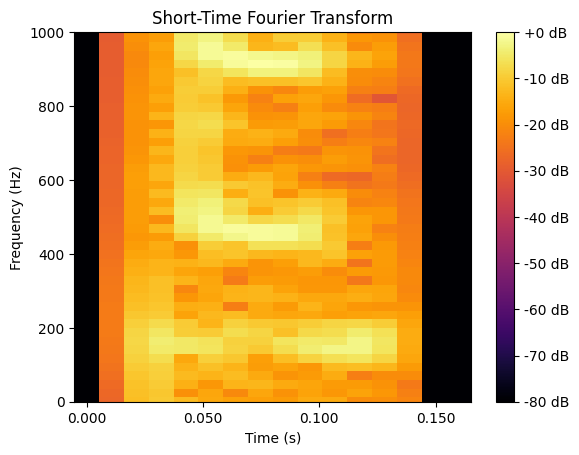 Short-Time Fourier Transform
1000
800
600
400
200
0
Frequency (Hz)
0.000
0.050
0.100
0.150
Time (s)
+0 dB
-10 dB
-20 dB
-30 dB
-40 dB
-50 dB
-60 dB
-70 dB
-80 dB